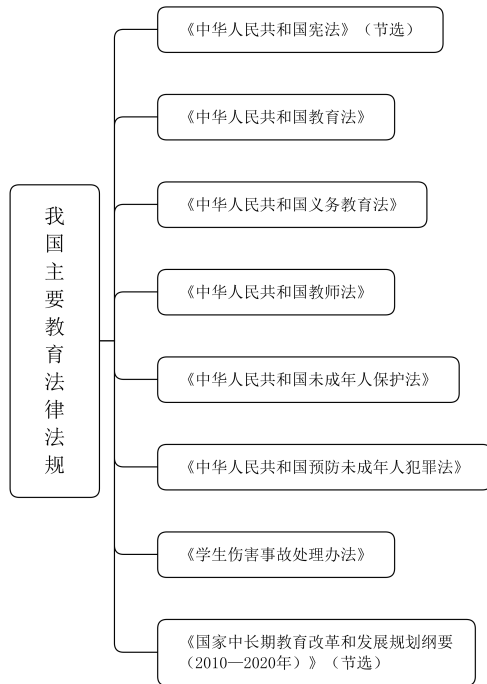 我国主要教育法律法规
《中华人民共和国宪法》（节选）
《中华人民共和国教育法》
《中华人民共和国义务教育法》
《中华人民共和国教师法》
《中华人民共和国未成年人保护法》
《中华人民共和国预防未成年人犯罪法》
《学生伤害事故处理办法》
《国家中长期教育改革和发展规划纲要
（2010—2020年）》（节选）